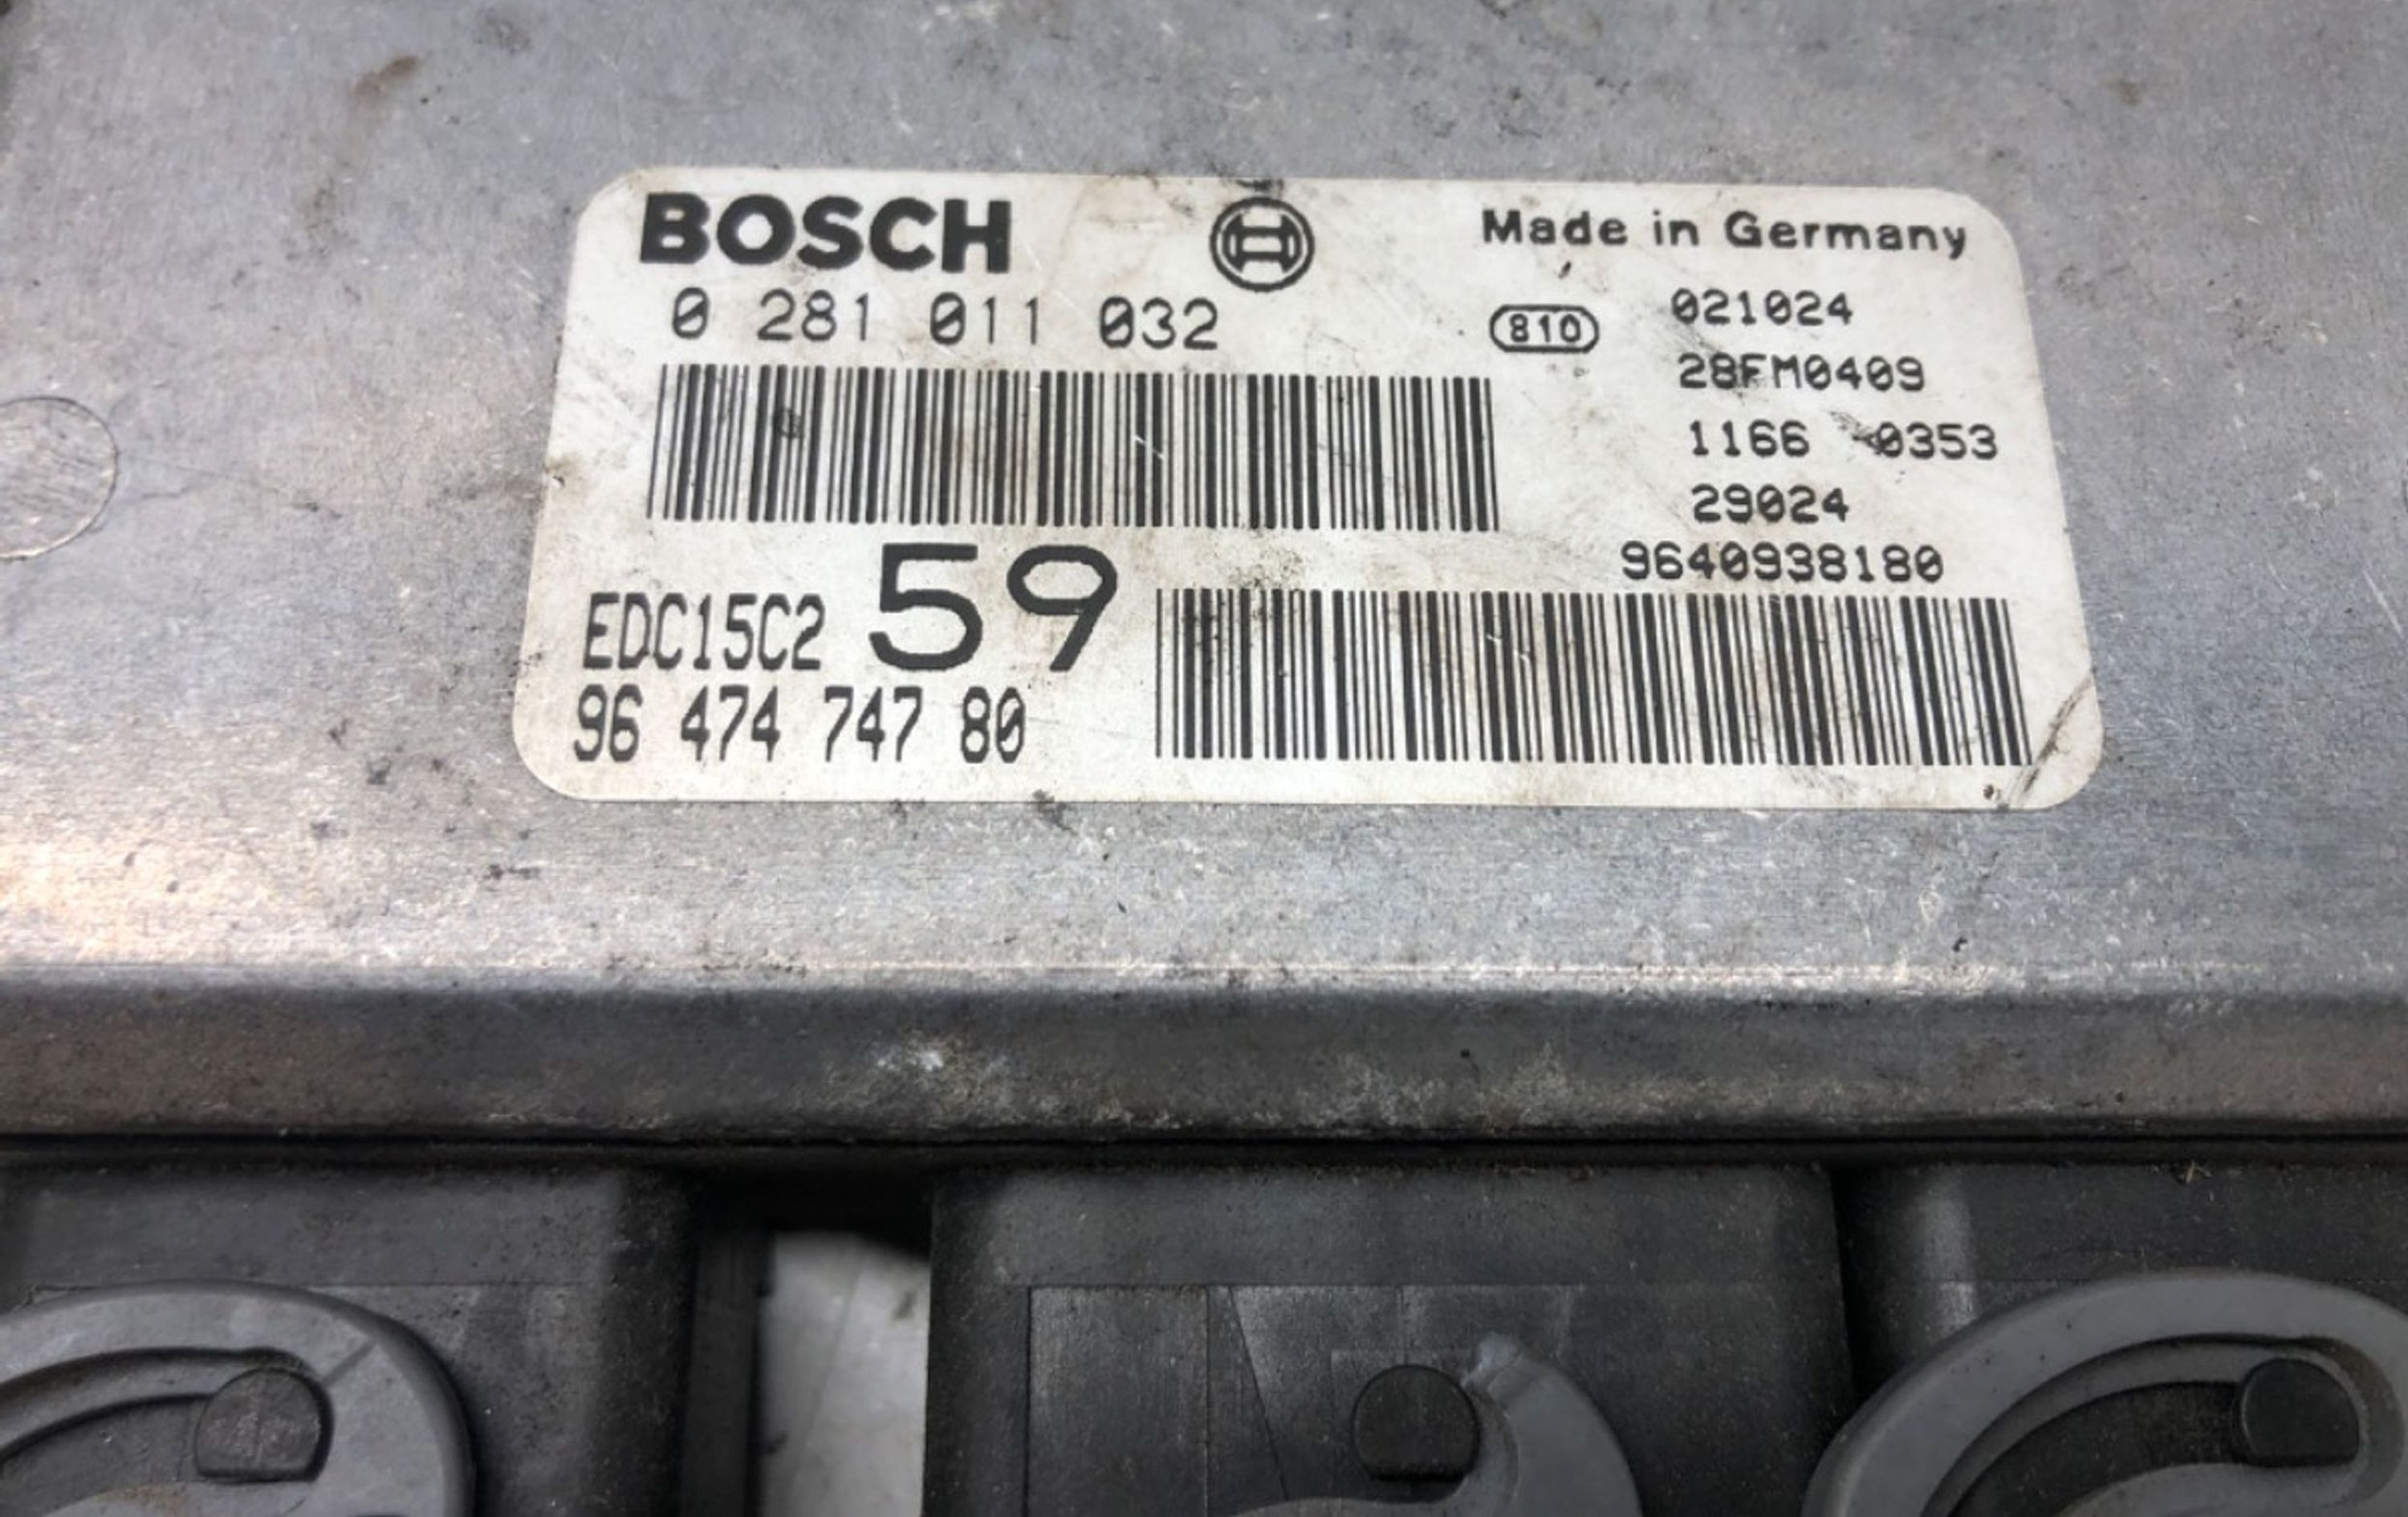 BOSCH
Made in Germany
0 281 011 032
810
021024
28FM0409
1166 0353
29024
9640938180
EDC15C2 59
96 474 747 80